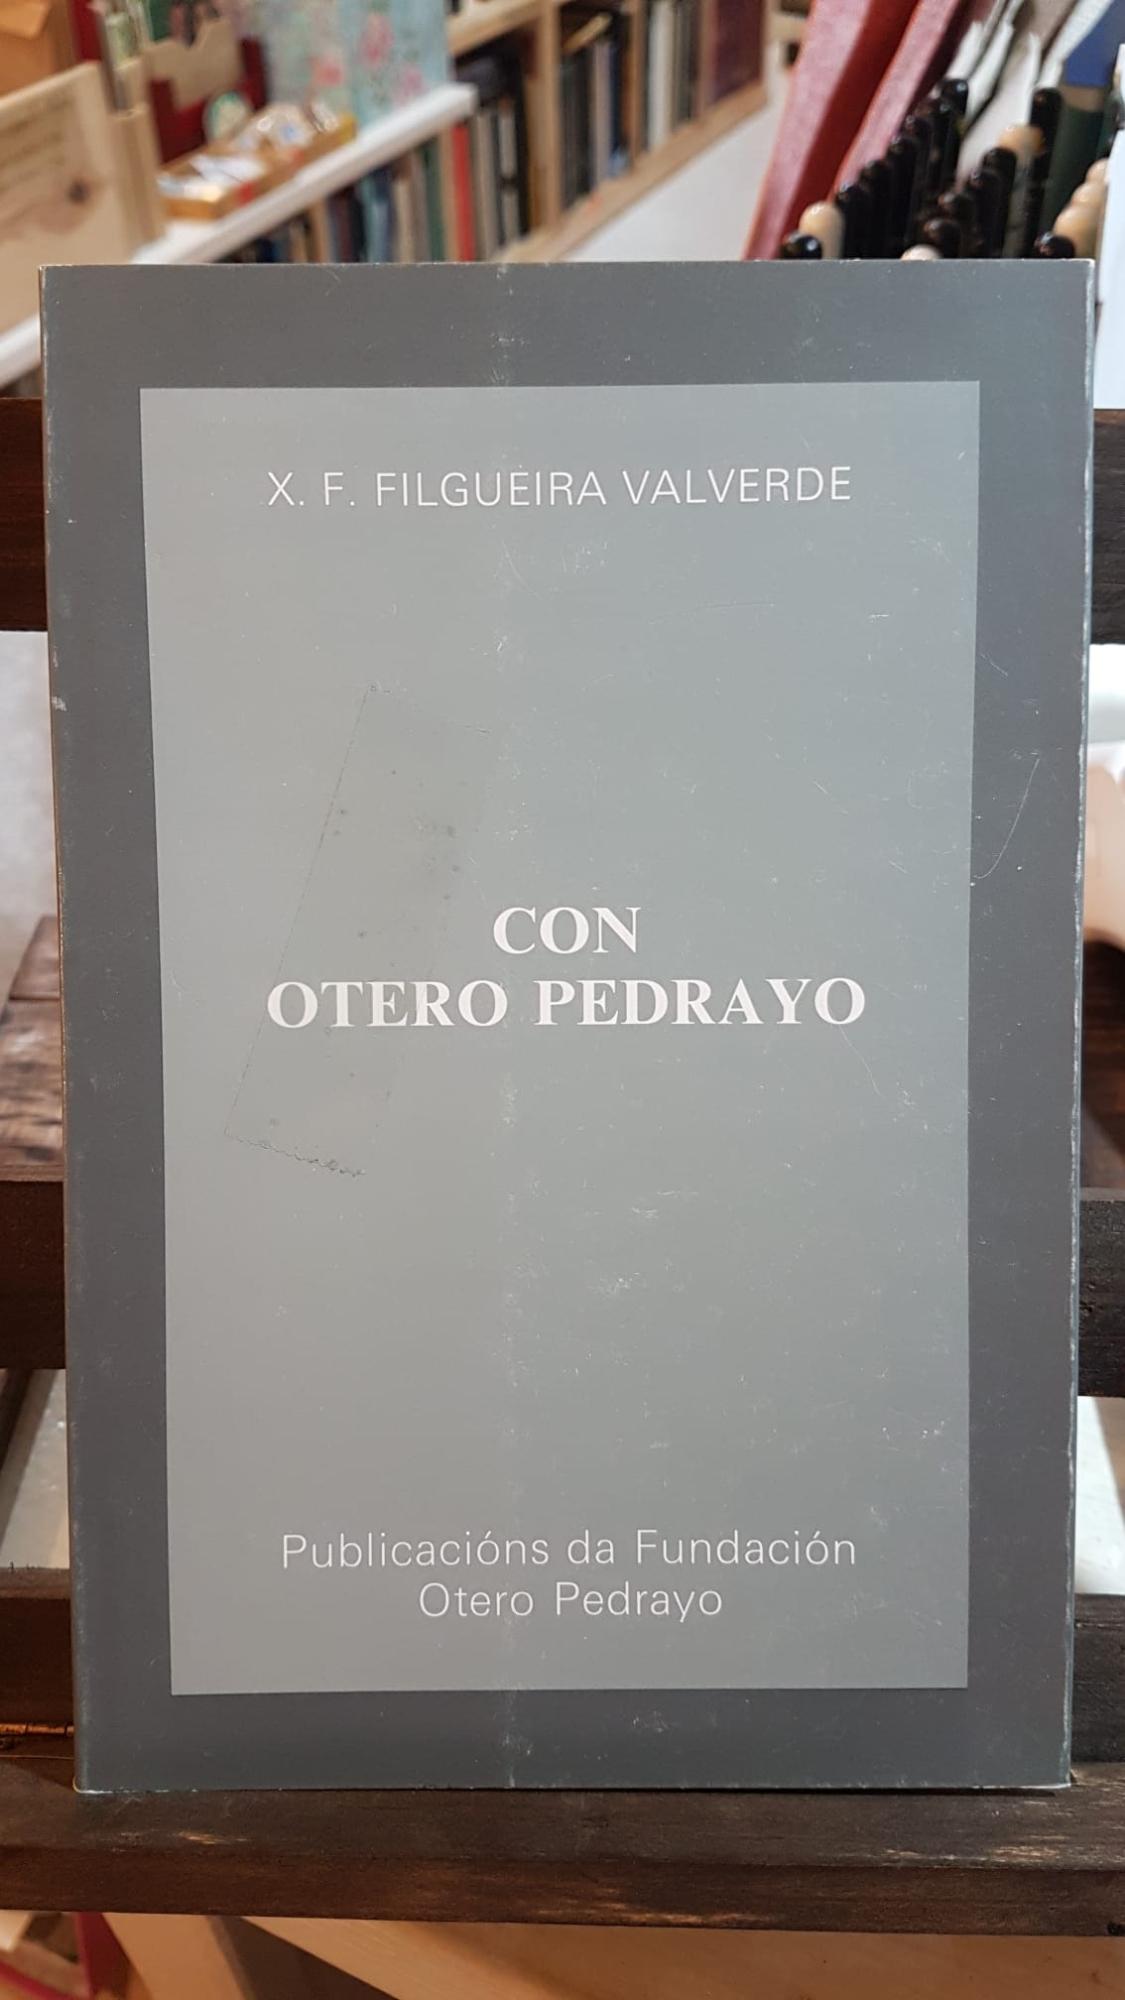 X. F. FILGUEIRA VALVERDE
CON
OTERO PEDRAYO
Publicacións da Fundación
Otero Pedrayo